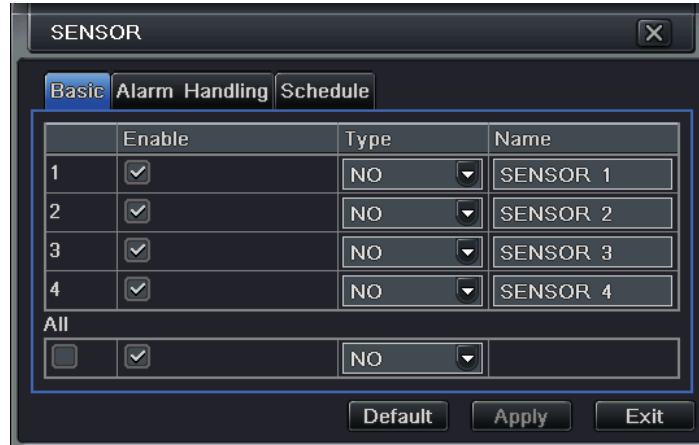 SENSOR
Basic Alarm Handling Schedule
Enable Type Name
1 NO SENSOR 1
2 NO SENSOR 2
3 NO SENSOR 3
4 NO SENSOR 4
All
NO
Default Apply Exit